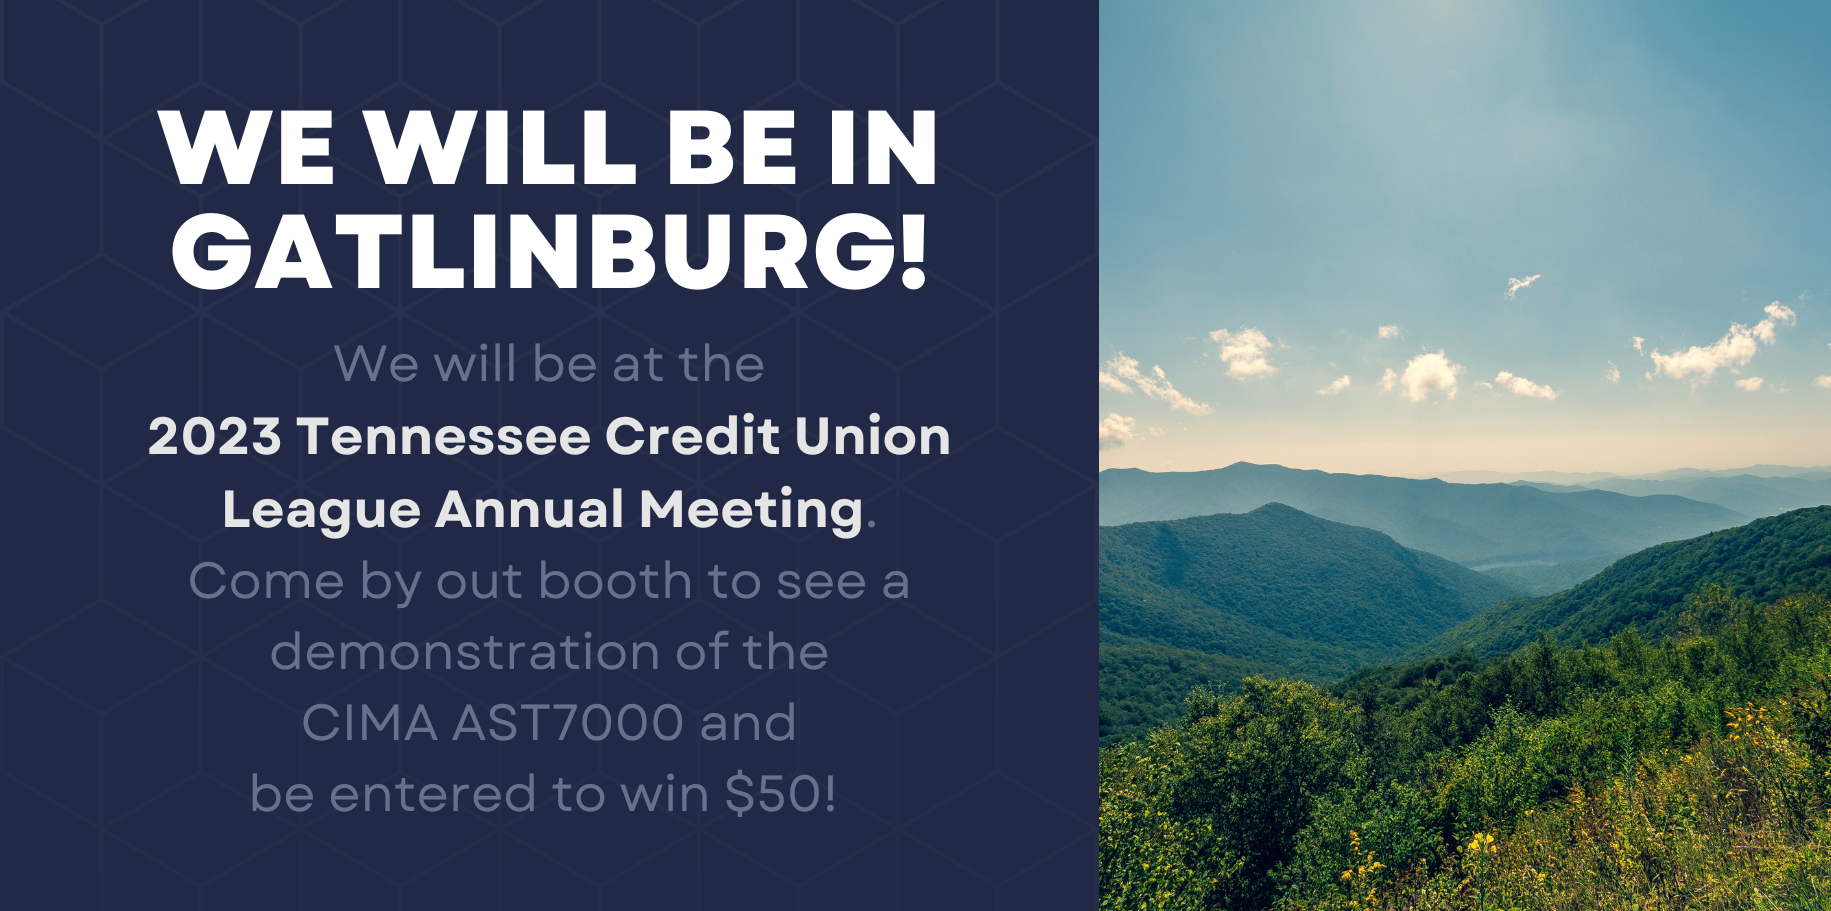 WE WILL BE IN
GATLINBURG!
We will be at the
2023 Tennessee Credit Union
League Annual Meeting.
Come by out booth to see a
demonstration of the
CIMA AST7000 and
be entered to win $50!